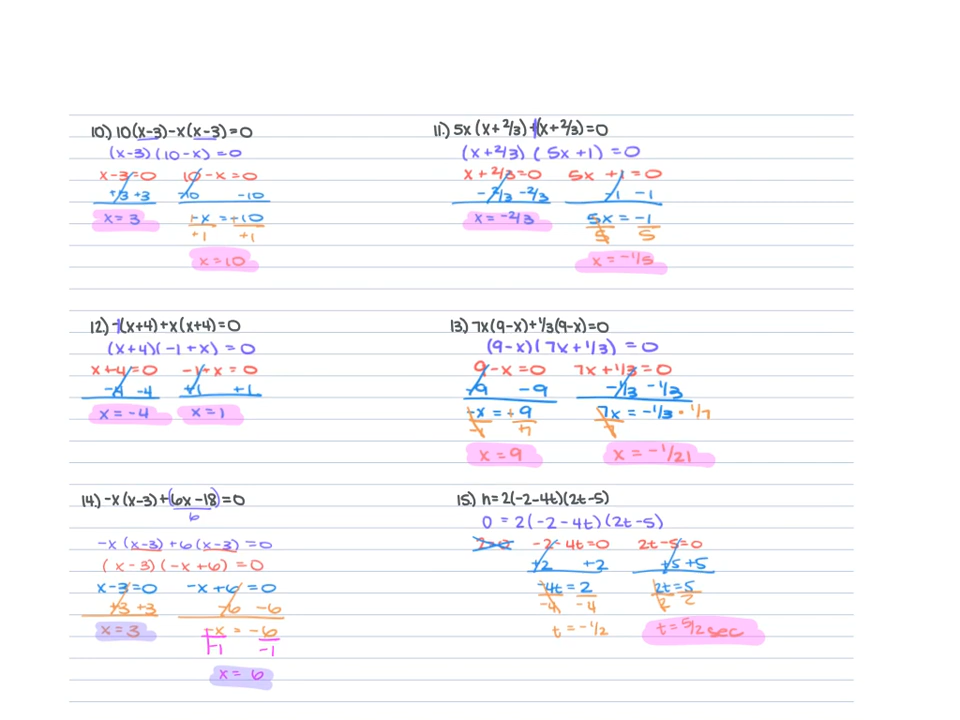 10.) 10(x-3)-x(x-3)=0
(x-3)(10-x)=0
x-3=0 10-x=0
+3 +3 -10 -10
x=3 -x=-10
÷1 ÷1
x=10
11.) 5x(x+2/3)+1(x+2/3)=0
(x+2/3)(5x+1)=0
x+2/3=0 5x+1=0
-2/3 -2/3 -1 -1
x=-2/3 5x=-1
5 5
x=-1/5
12.) -1(x+4)+x(x+4)=0
(x+4)(-1+x)=0
x+4=0 -1+x=0
-4 -4 +1 +1
x=-4 x=1
13) 7x(9-x)+1/3(9-x)=0
(9-x)(7x+1/3)=0
9-x=0 7x+1/3=0
-9 -9 -1/3 -1/3
-x=-9 7x=-1/3·1/7
x=9 x=-1/21
14.) -x(x-3)+(6x-18)=0
6
-x(x-3)+6(x-3)=0
(x-3)(-x+6)=0
x-3=0 -x+6=0
+3 +3 -6 -6
x=3 -x=-6
-1 -1
x=6
15) h=2(-2-4t)(2t-5)
0=2(-2-4t)(2t-5)
2=0 -2-4t=0 2t-5=0
+2 +2 +5 +5
-4t=2 2t=5
-4 -4 2 2
t=-1/2 t=5/2 sec